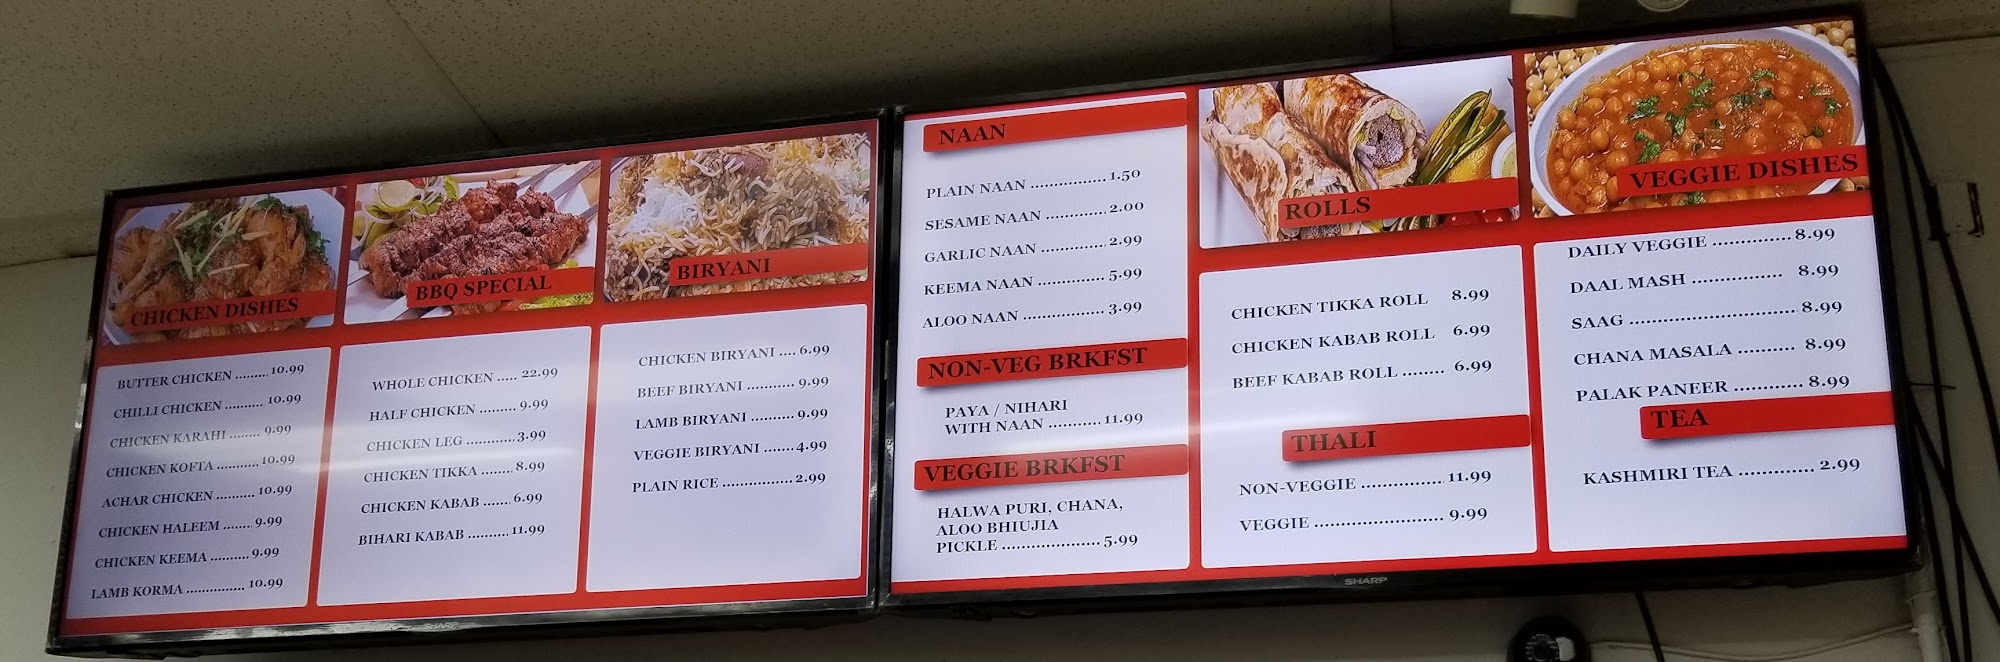 CHICKEN DISHES
BUTTER CHICKEN ......... 10.99
CHILLI CHICKEN .......... 10.99
CHICKEN KARAHI ........ 9.99
CHICKEN KOFTA ........... 10.99
ACHAR CHICKEN .......... 10.99
CHICKEN HALEEM ........ 9.99
CHICKEN KEEMA .......... 9.99
LAMB KORMA ............... 10.99
BBQ SPECIAL
WHOLE CHICKEN ..... 22.99
HALF CHICKEN ......... 9.99
CHICKEN LEG ............ 3.99
CHICKEN TIKKA ........ 8.99
CHICKEN KABAB ....... 6.99
BIHARI KABAB .......... 11.99
BIRYANI
CHICKEN BIRYANI .... 6.99
BEEF BIRYANI ........... 9.99
LAMB BIRYANI .......... 9.99
VEGGIE BIRYANI ....... 4.99
PLAIN RICE ................ 2.99
SHARP
NAAN
PLAIN NAAN ................ 1.50
SESAME NAAN ............. 2.00
GARLIC NAAN .............. 2.99
KEEMA NAAN .............. 5.99
ALOO NAAN ................. 3.99
NON-VEG BRKFST
PAYA / NIHARI
WITH NAAN ........... 11.99
VEGGIE BRKFST
HALWA PURI, CHANA,
ALOO BHIUJIA
PICKLE .................... 5.99
ROLLS
CHICKEN TIKKA ROLL 8.99
CHICKEN KABAB ROLL 6.99
BEEF KABAB ROLL ........ 6.99
THALI
NON-VEGGIE ................ 11.99
VEGGIE ......................... 9.99
VEGGIE DISHES
DAILY VEGGIE ............... 8.99
DAAL MASH ................. 8.99
SAAG ................................ 8.99
CHANA MASALA .......... 8.99
PALAK PANEER ............ 8.99
TEA
KASHMIRI TEA ............. 2.99
SHARP